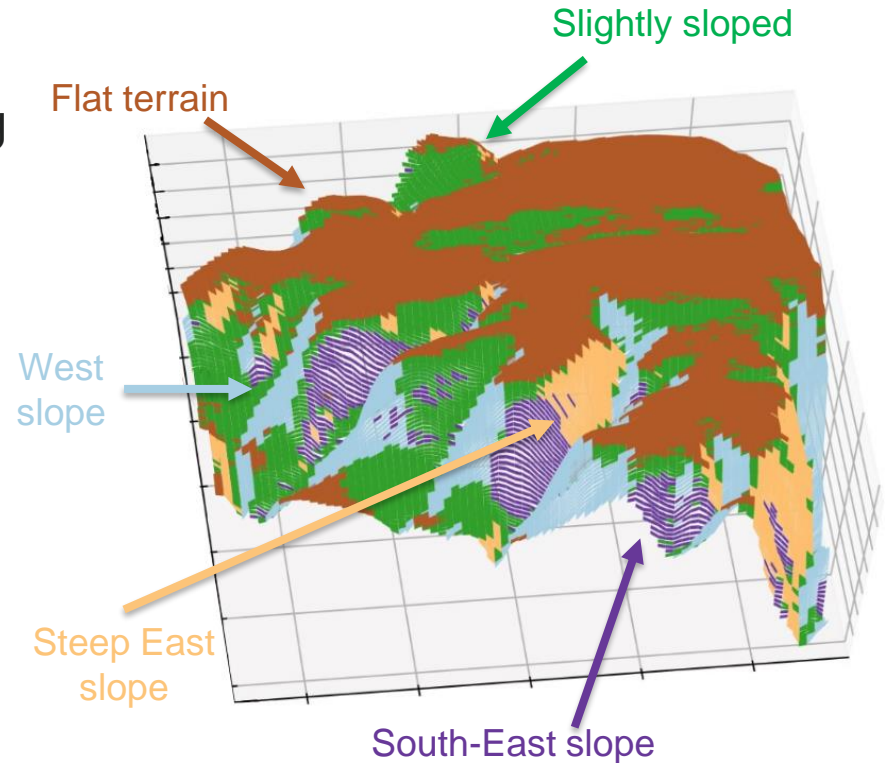 Slightly sloped
Flat terrain
West
slope
Steep East
slope
South-East slope